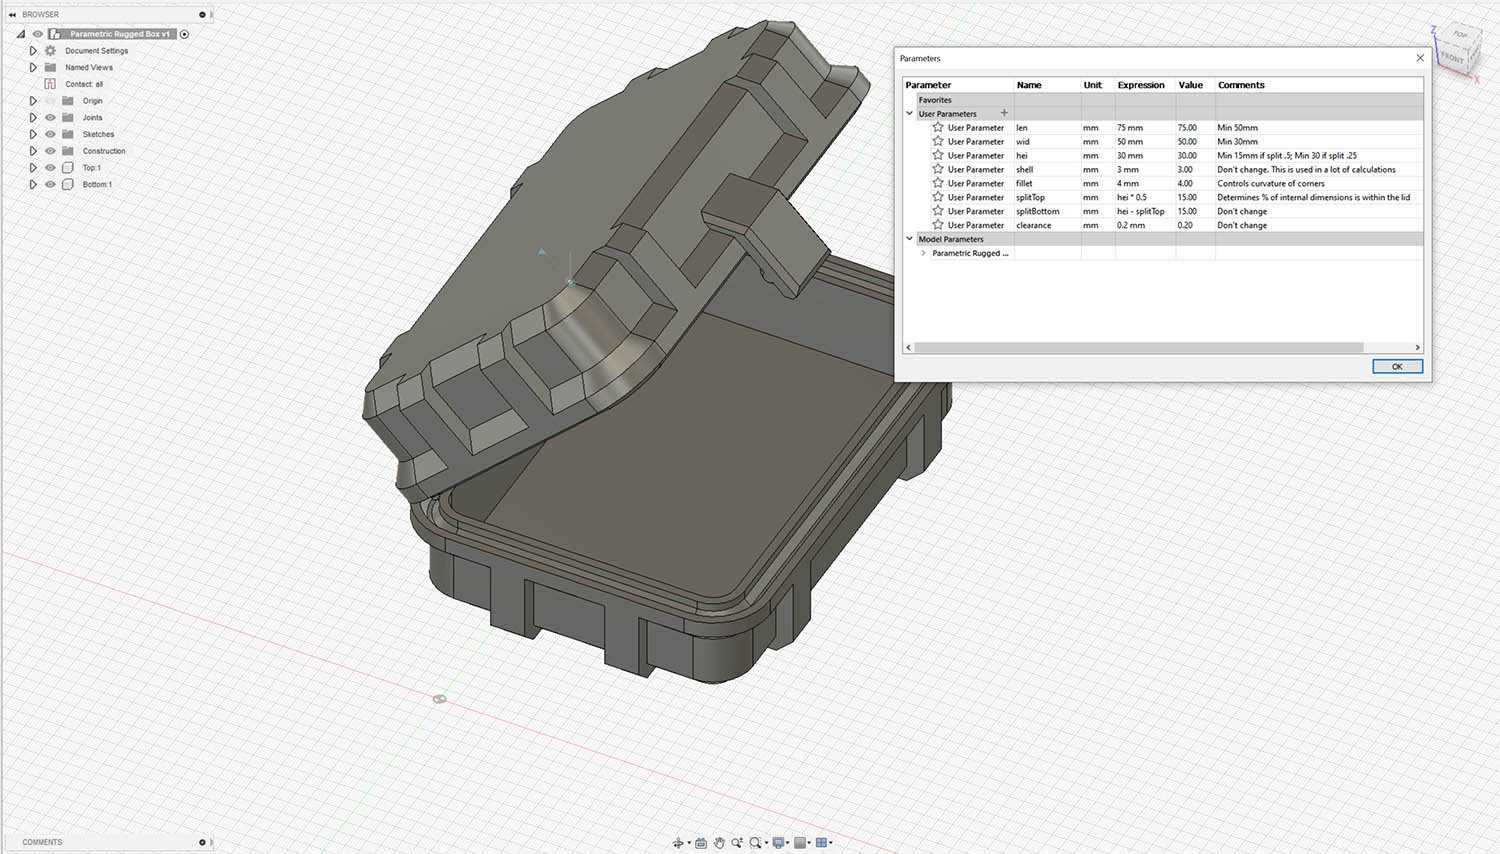 BROWSER
Parametric Rugged Box v1
Document Settings
Named Views
Contact: all
Origin
Joints
Sketches
Construction
Top:1
Bottom:1
Parameters
Parameter Name Unit Expression Value Comments
Favorites
User Parameters
User Parameter len mm 75 mm 75.00 Min 50mm
User Parameter wid mm 50 mm 50.00 Min 30mm
User Parameter hei mm 30 mm 30.00 Min 15mm if split .5; Min 30 if split .25
User Parameter shell mm 3 mm 3.00 Don't change. This is used in a lot of calculations
User Parameter fillet mm 4 mm 4.00 Controls curvature of corners
User Parameter splitTop mm hei * 0.5 15.00 Determines % of internal dimensions is within the lid
User Parameter splitBottom mm hei - splitTop 15.00 Don't change
User Parameter clearance mm 0.2 mm 0.20 Don't change
Model Parameters
Parametric Rugged ...
OK
Z
TOP
FRONT
X
COMMENTS